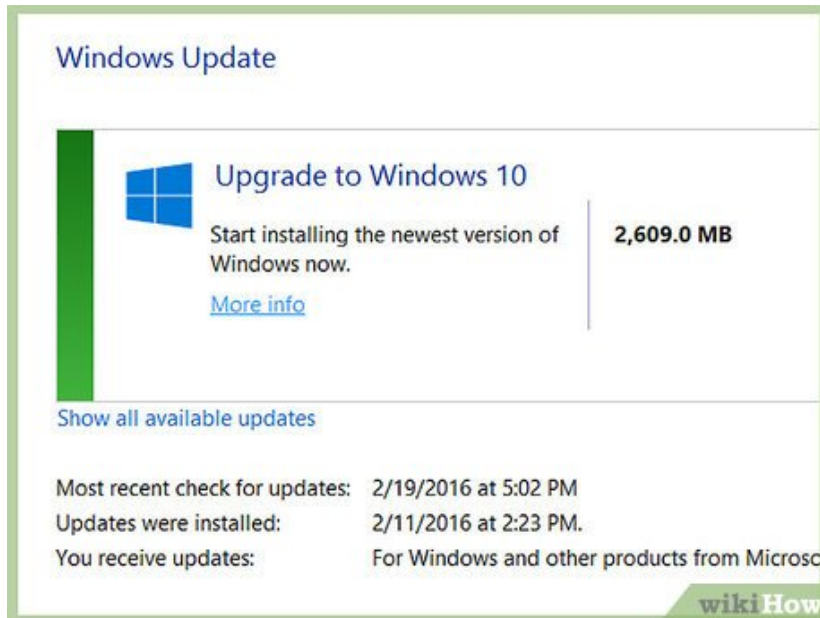 Windows Update
Upgrade to Windows 10
Start installing the newest version of
Windows now.
More info
2,609.0 MB
Show all available updates
Most recent check for updates: 2/19/2016 at 5:02 PM
Updates were installed: 2/11/2016 at 2:23 PM.
You receive updates: For Windows and other products from Microsc
wikiHow